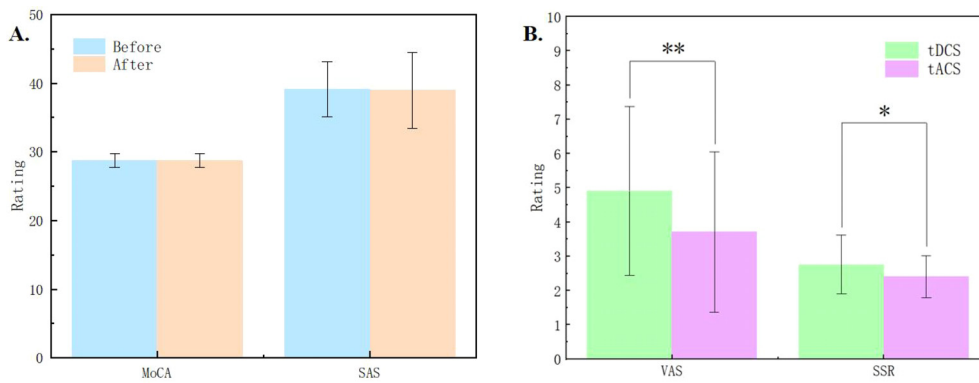 A.
Before
After
Rating
50
40
30
20
10
0
MoCA
SAS
B.
tDCS
tACS
**
*
Rating
10
9
8
7
6
5
4
3
2
1
0
VAS
SSR